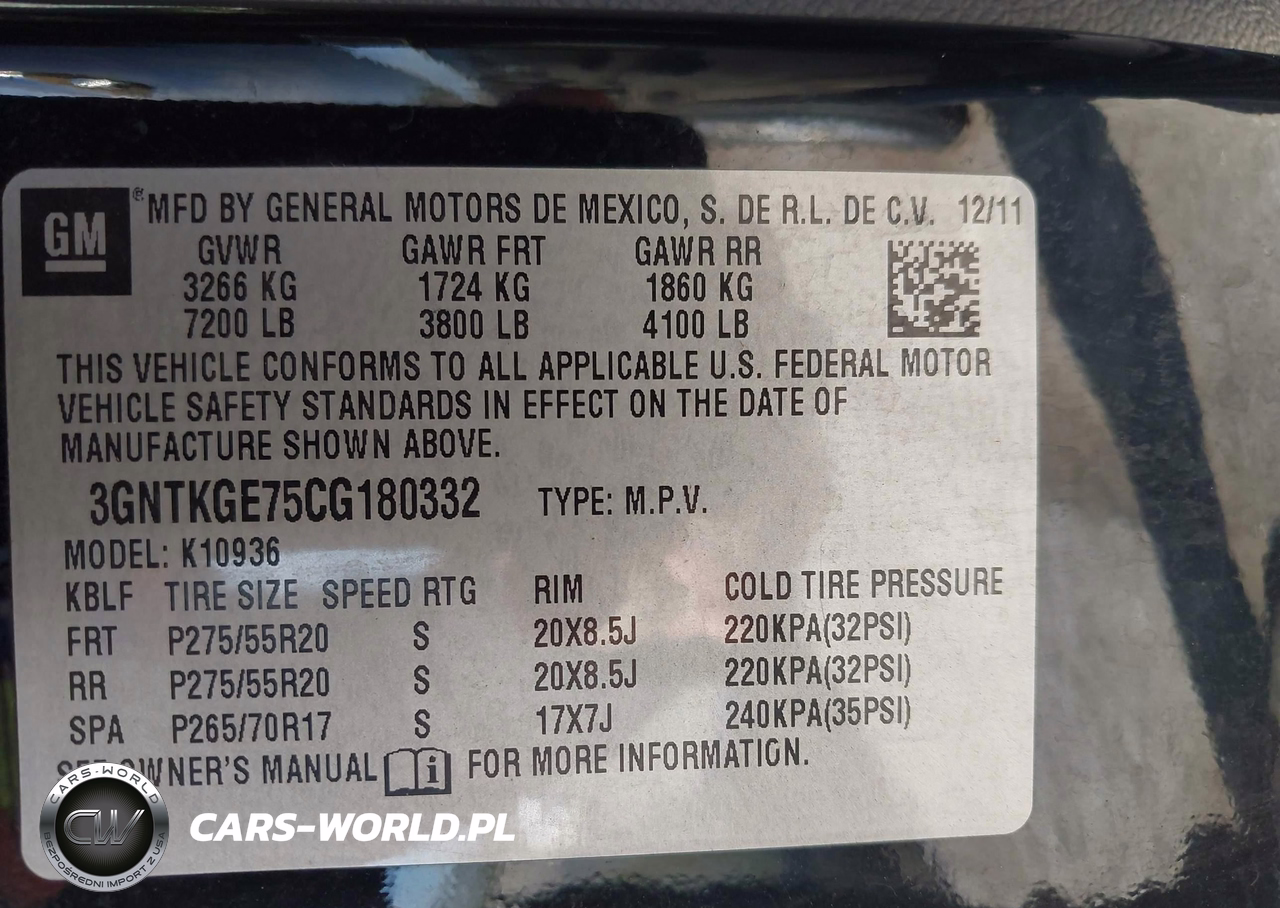 GM ® MFD BY GENERAL MOTORS DE MEXICO, S. DE R.L. DE C.V. 12/11
GVWR GAWR FRT GAWR RR
3266 KG 1724 KG 1860 KG
7200 LB 3800 LB 4100 LB
THIS VEHICLE CONFORMS TO ALL APPLICABLE U.S. FEDERAL MOTOR
VEHICLE SAFETY STANDARDS IN EFFECT ON THE DATE OF
MANUFACTURE SHOWN ABOVE.
3GNTKGE75CG180332 TYPE: M.P.V.
MODEL: K10936
KBLF TIRE SIZE SPEED RTG RIM COLD TIRE PRESSURE
FRT P275/55R20 S 20X8.5J 220KPA(32PSI)
RR P275/55R20 S 20X8.5J 220KPA(32PSI)
SPA P265/70R17 S 17X7J 240KPA(35PSI)
SEE OWNER'S MANUAL i FOR MORE INFORMATION.
CARS-WORLD
CW
BEZPOŚREDNI IMPORT Z USA
CARS-WORLD.PL